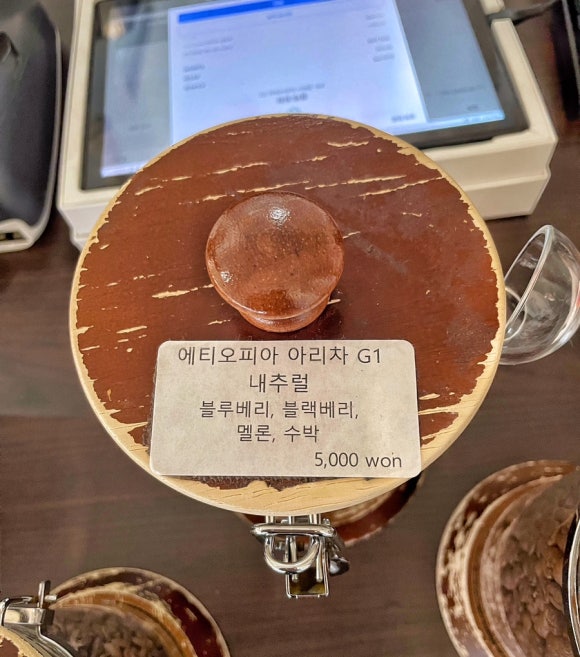 에티오피아 아리차 G1
내추럴
블루베리, 블랙베리,
멜론, 수박
5,000 won